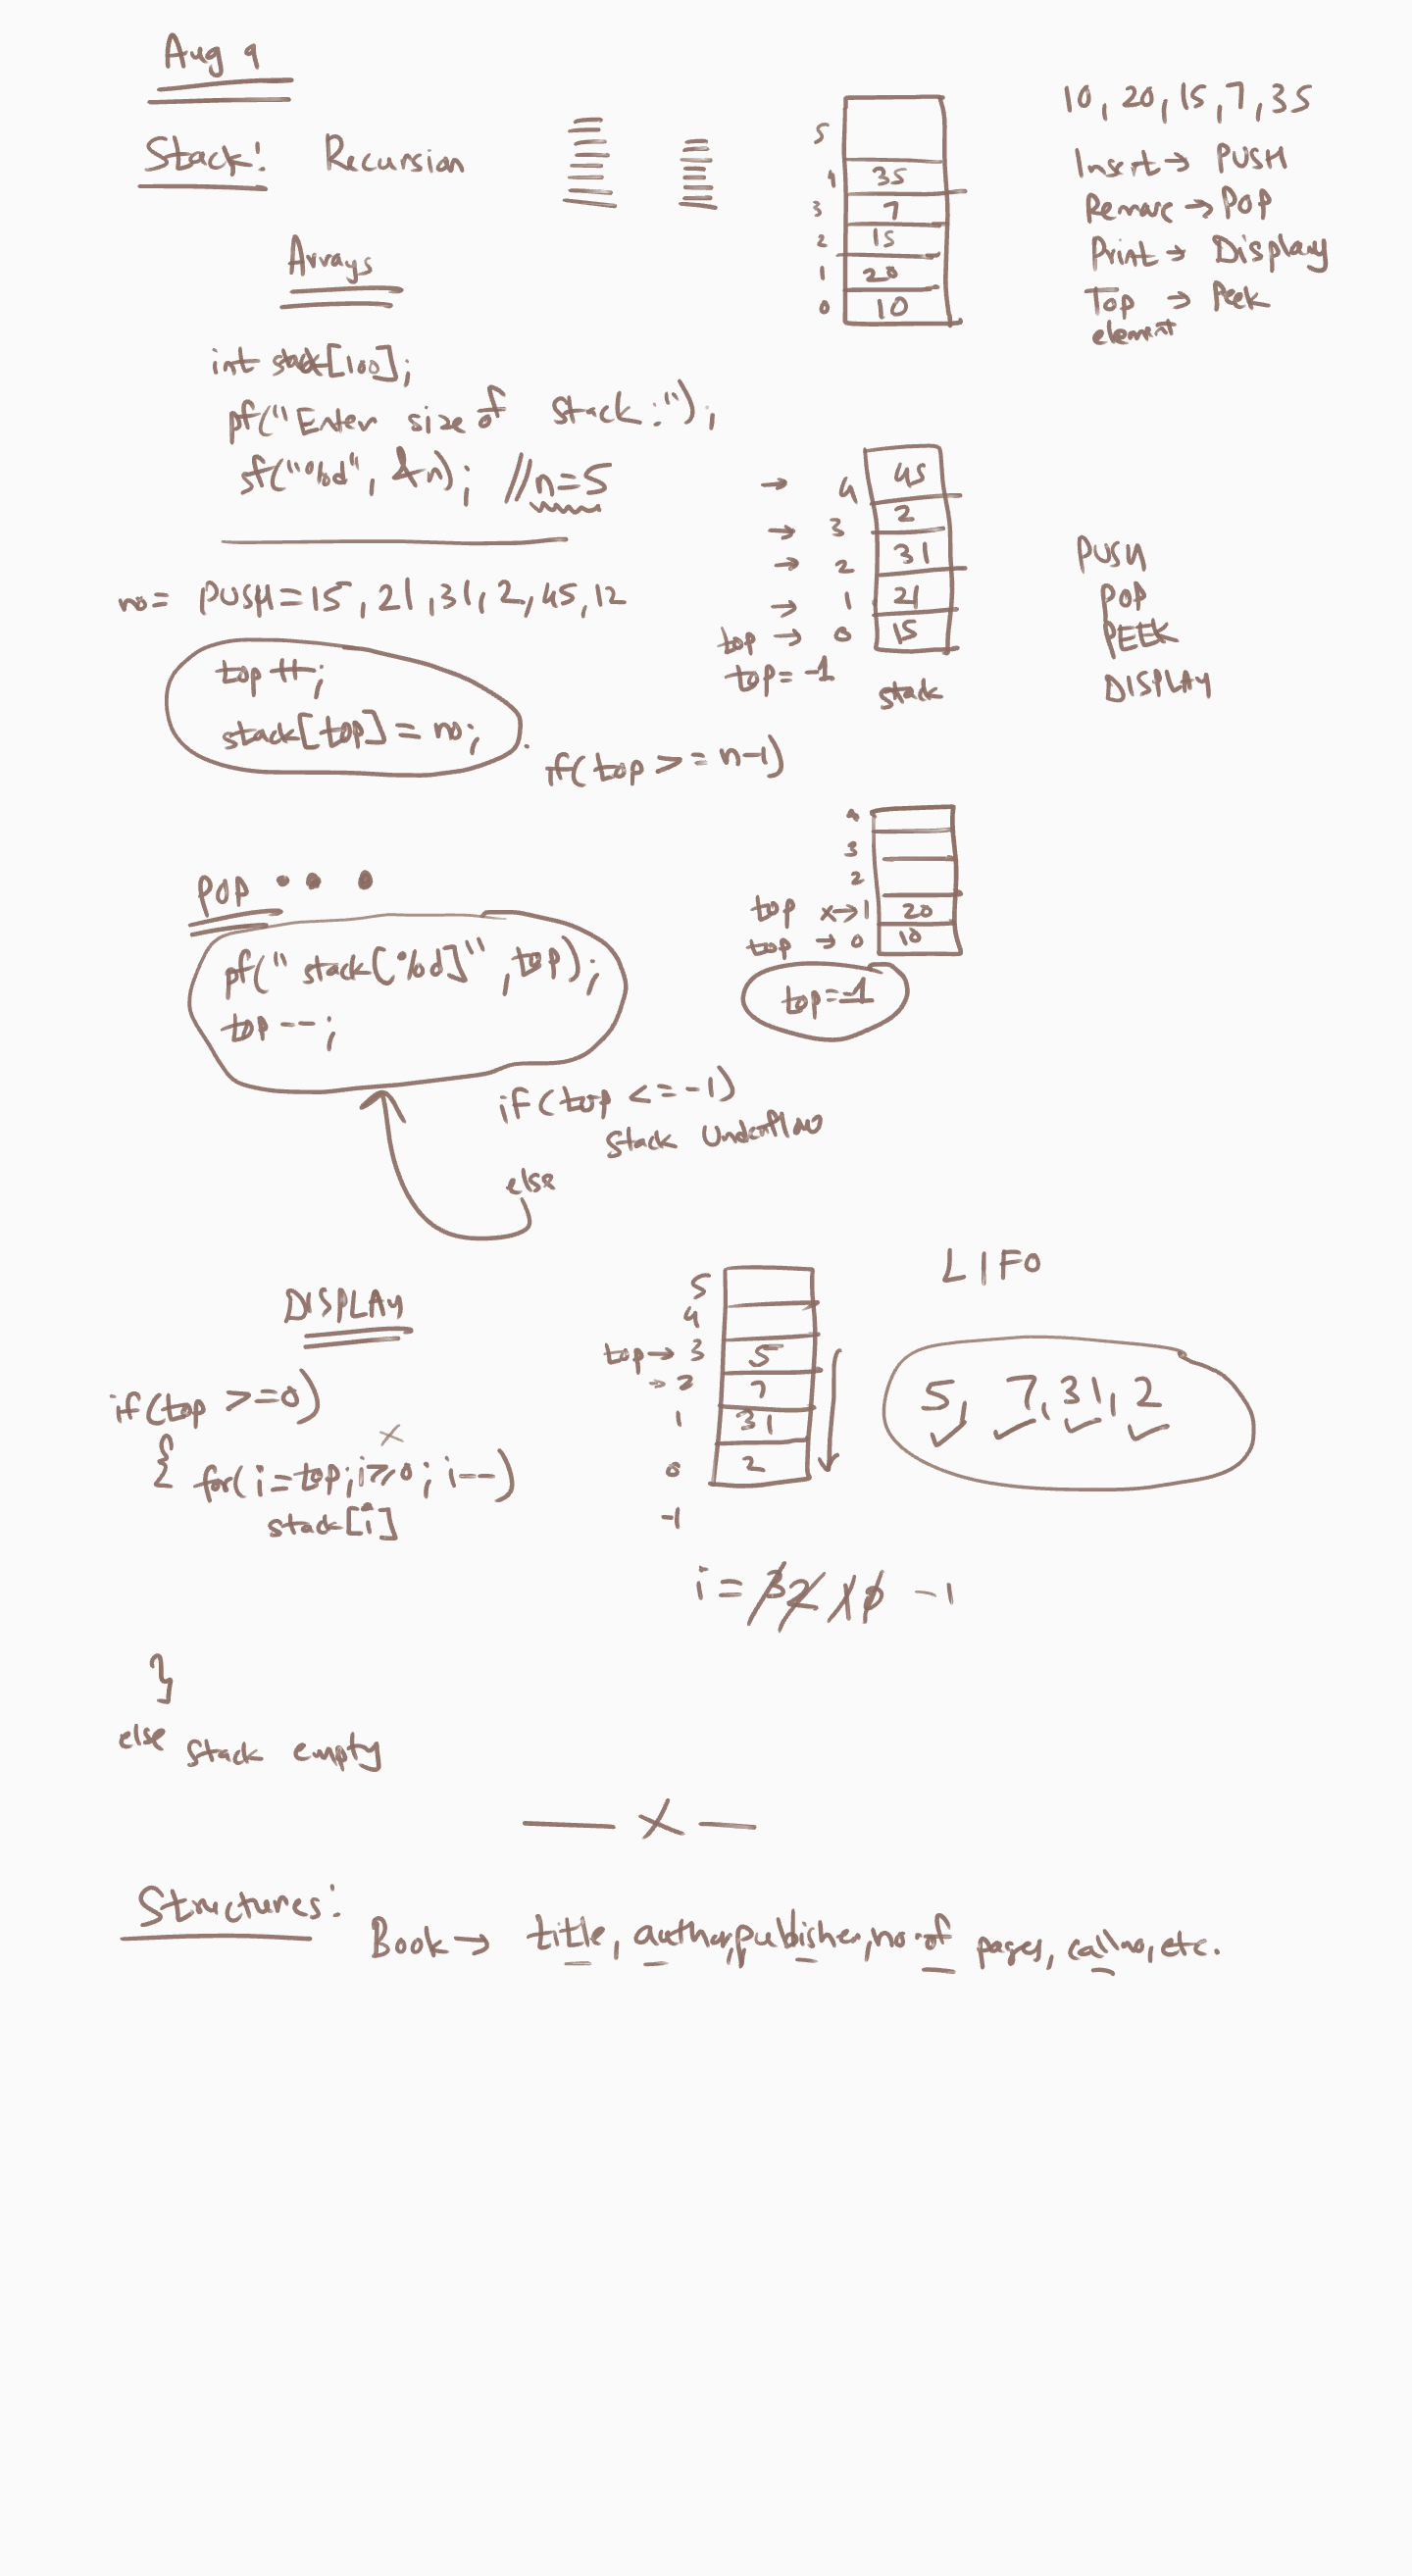 Aug 9
Stack: Recursion
10, 20, 15, 7, 35
Insert → PUSH
Remove → POP
Print → Display
Top element → Peek
5
4 35
3 7
2 15
1 20
0 10
Arrays
int stack[100];
pf("Enter size of stack:");
sf("%d", &n); //n=5
no= PUSH=15, 21, 31, 2, 45, 12
top++;
stack[top] = no;
if(top >= n-1)
→ 4 45
→ 3 2
→ 2 31
→ 1 21
top → 0 15
top = -1
stack
PUSH
POP
PEEK
DISPLAY
POP
pf("stack[%d]", top);
top--;
if(top <= -1)
Stack Underflow
else
4
3
2
top x→ 1 20
top → 0 10
top=-1
DISPLAY
if(top >=0)
{ for(i=top; i≥0; i--)
x
stack[i]
}
else stack empty
5
4
top → 3 5
→ 2 7
1 31
0 2
-1
LIFO
5, 7, 31, 2
i = 3 2 1 0 -1
— x —
Structures:
Book → title, author, publisher, no. of pages, call no, etc.